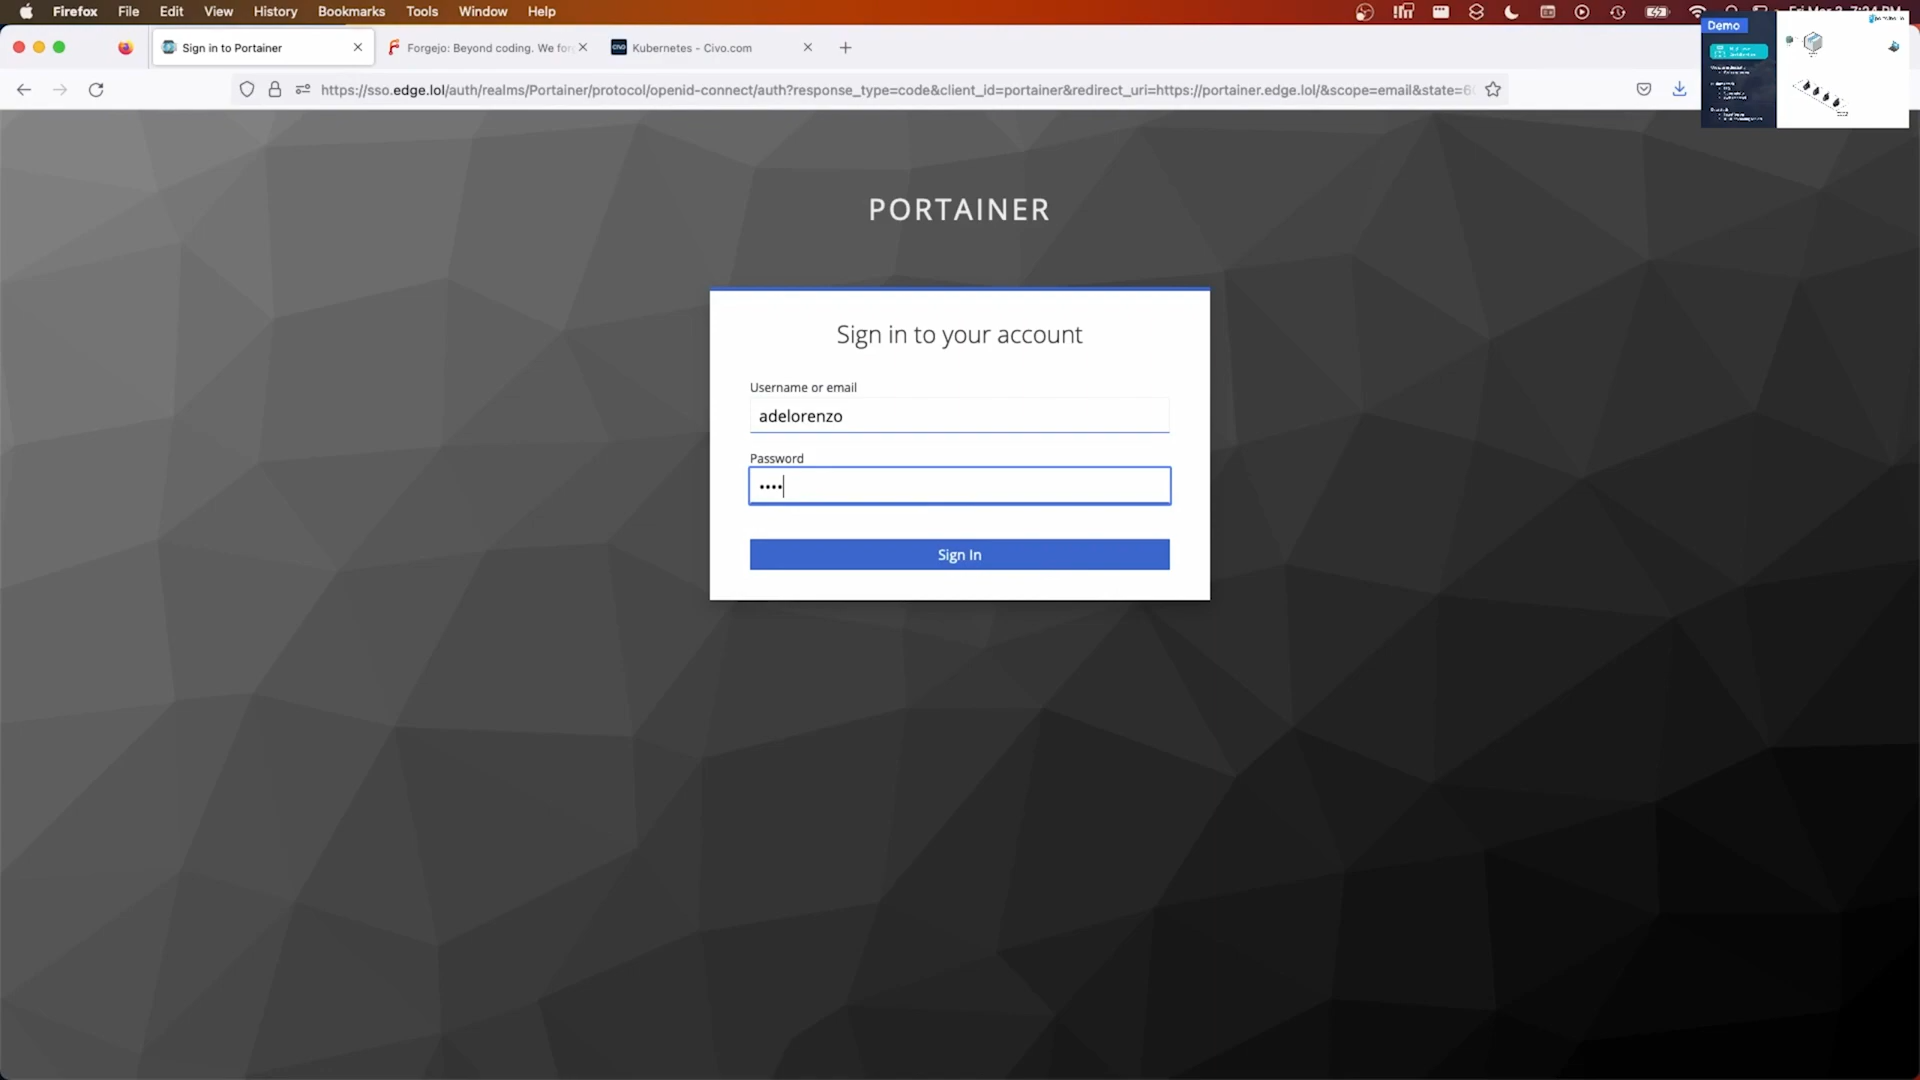 Firefox File Edit View History Bookmarks Tools Window Help
Sign in to Portainer
Forgejo: Beyond coding. We for
CIVO Kubernetes - Civo.com
https://sso.edge.lol/auth/realms/Portainer/protocol/openid-connect/auth?response_type=code&client_id=portainer&redirect_uri=https://portainer.edge.lol/&scope=email&state=6
Demo
PORTAINER
Sign in to your account
Username or email
adelorenzo
Password
••••
Sign In